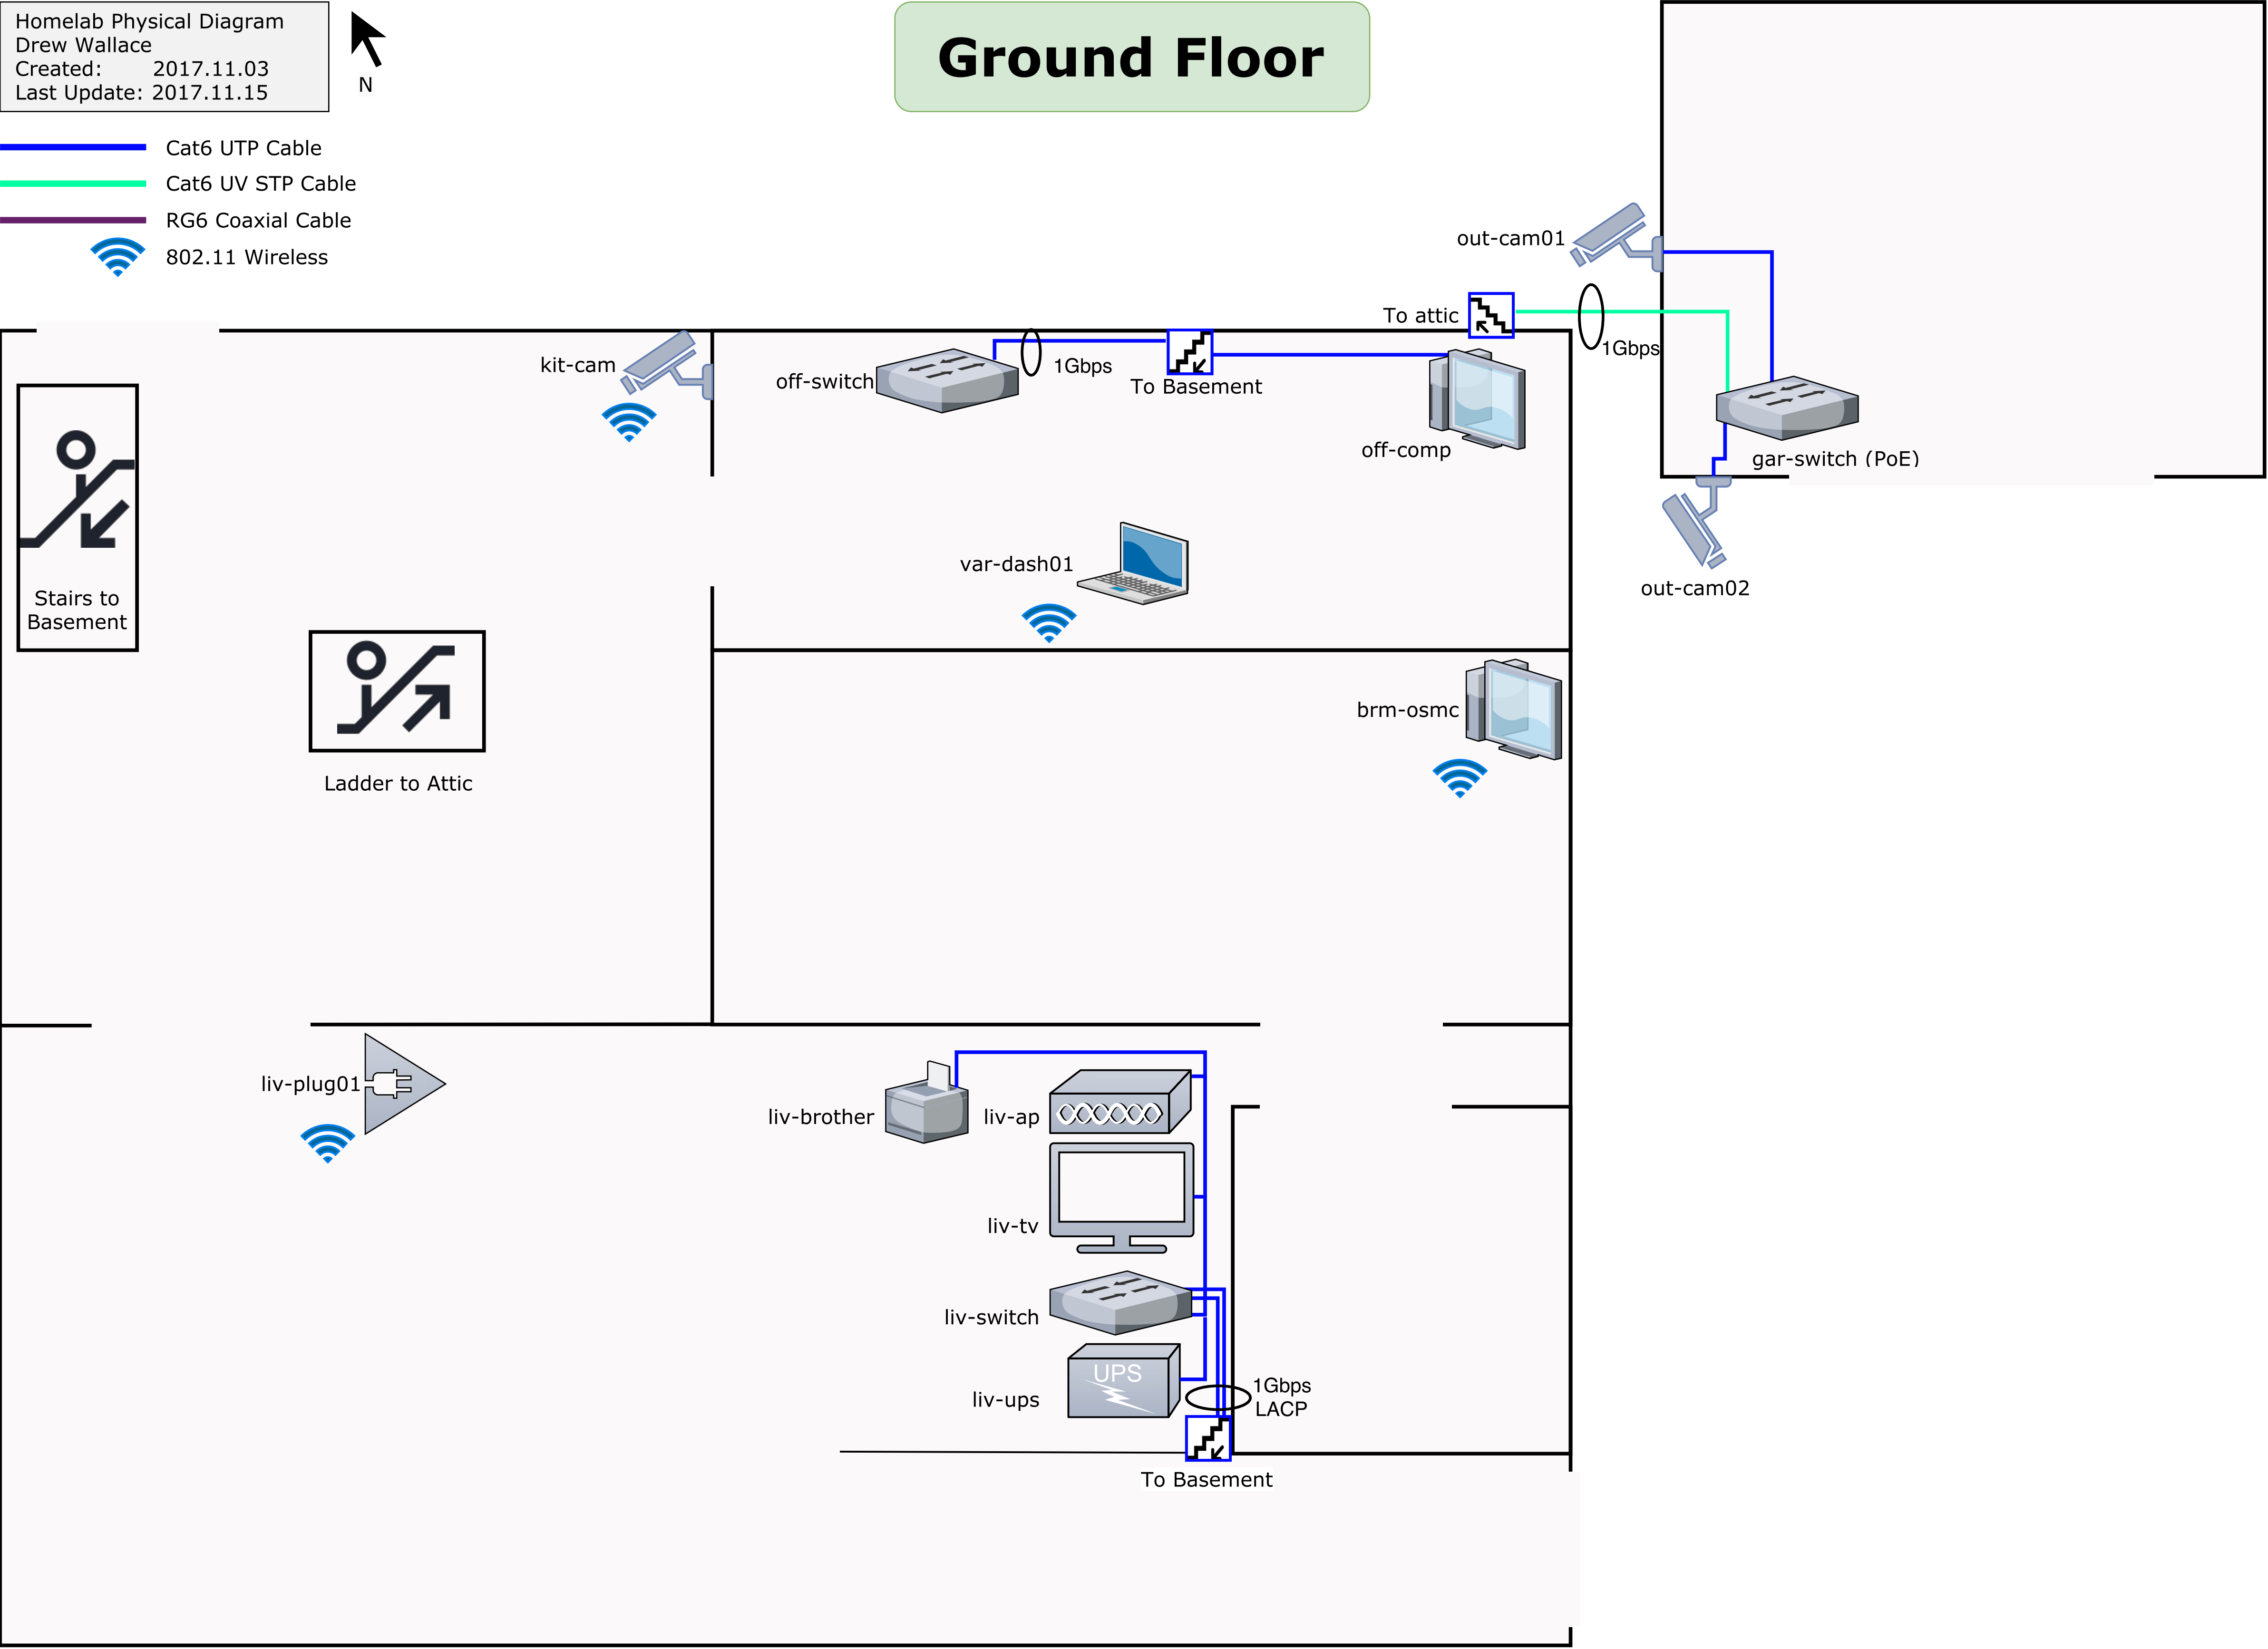 Homelab Physical Diagram
Drew Wallace
Created: 2017.11.03
Last Update: 2017.11.15
N
Ground Floor
Cat6 UTP Cable
Cat6 UV STP Cable
RG6 Coaxial Cable
802.11 Wireless
out-cam01
To attic
1Gbps
kit-cam
off-switch
1Gbps
To Basement
off-comp
gar-switch (PoE)
var-dash01
out-cam02
Stairs to
Basement
brm-osmc
Ladder to Attic
liv-plug01
liv-brother
liv-ap
liv-tv
liv-switch
UPS
liv-ups
1Gbps
LACP
To Basement